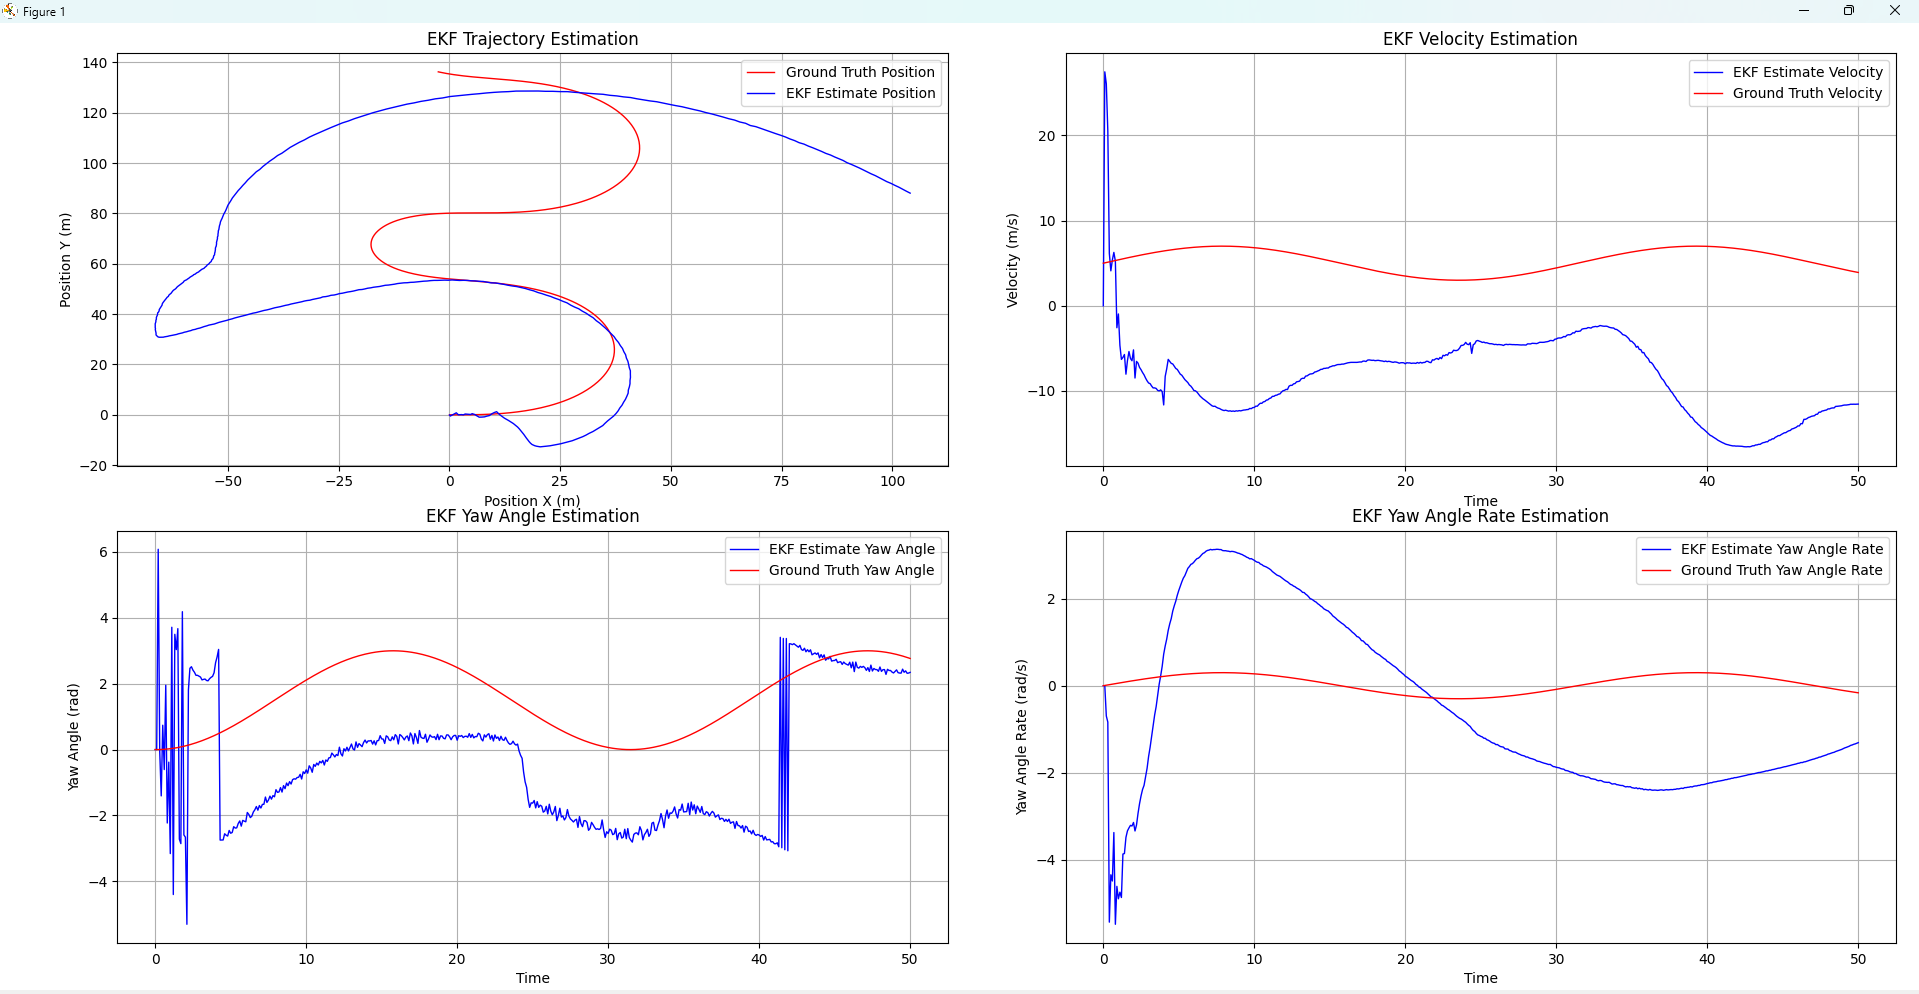 Figure 1
EKF Trajectory Estimation
Ground Truth Position
EKF Estimate Position
140
120
100
80
60
40
20
0
−20
Position Y (m)
−50 −25 0 25 50 75 100
Position X (m)
EKF Velocity Estimation
EKF Estimate Velocity
Ground Truth Velocity
20
10
0
−10
Velocity (m/s)
0 10 20 30 40 50
Time
EKF Yaw Angle Estimation
EKF Estimate Yaw Angle
Ground Truth Yaw Angle
6
4
2
0
−2
−4
Yaw Angle (rad)
0 10 20 30 40 50
Time
EKF Yaw Angle Rate Estimation
EKF Estimate Yaw Angle Rate
Ground Truth Yaw Angle Rate
2
0
−2
−4
Yaw Angle Rate (rad/s)
0 10 20 30 40 50
Time